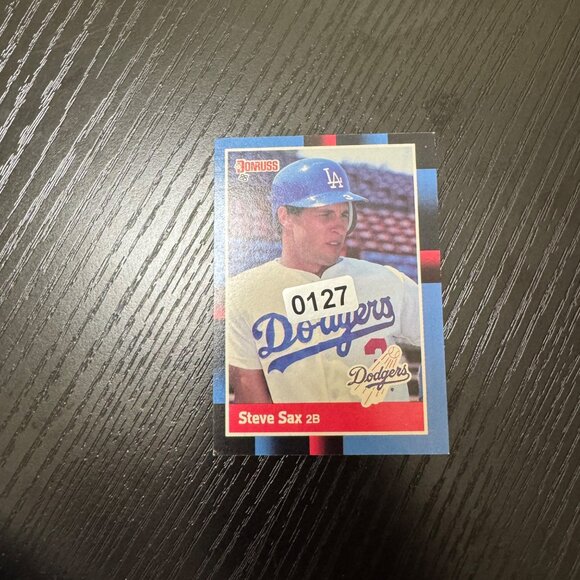 DONRUSS
LA
0127
Dodgers
Dodgers
Steve Sax 2B